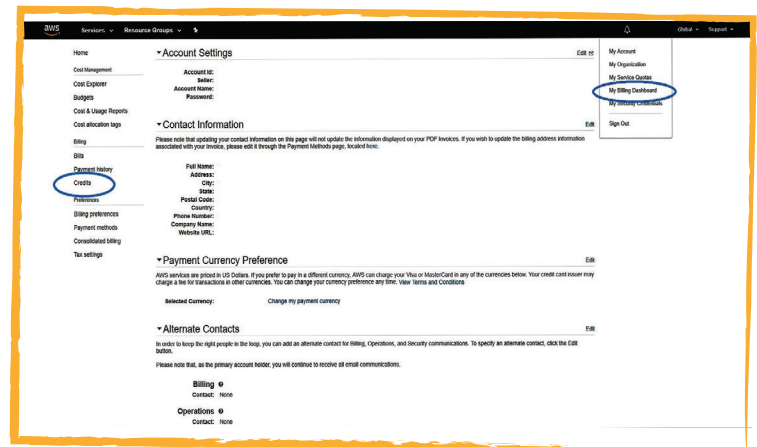 aws
Services
Resource Groups
Global
Support
Home
Cost Management
Cost Explorer
Budgets
Cost & Usage Reports
Cost allocation tags
Billing
Bills
Payment history
Credits
Preferences
Billing preferences
Payment methods
Consolidated billing
Tax settings
Account Settings
Edit
Account Id:
Seller:
Account Name:
Password:
Contact Information
Edit
Please note that updating your contact information on this page will not update the information displayed on your PDF Invoices. If you wish to update the billing address information
associated with your invoice, please edit it through the Payment Methods page, located here.
Full Name:
Address:
City:
State:
Postal Code:
Country:
Phone Number:
Company Name:
Website URL:
Payment Currency Preference
Edit
AWS services are priced in US Dollars. If you prefer to pay in a different currency, AWS can charge your Visa or MasterCard in any of the currencies below. Your credit card issuer may
charge a fee for transactions in other currencies. You can change your currency preference any time. View Terms and Conditions
Selected Currency: Change my payment currency
Alternate Contacts
Edit
In order to keep the right people in the loop, you can add an alternate contact for Billing, Operations, and Security communications. To specify an alternate contact, click the Edit
button.
Please note that, as the primary account holder, you will continue to receive all email communications.
Billing
Contact: None
Operations
Contact: None
My Account
My Organization
My Service Quotas
My Billing Dashboard
My Security Credentials
Sign Out